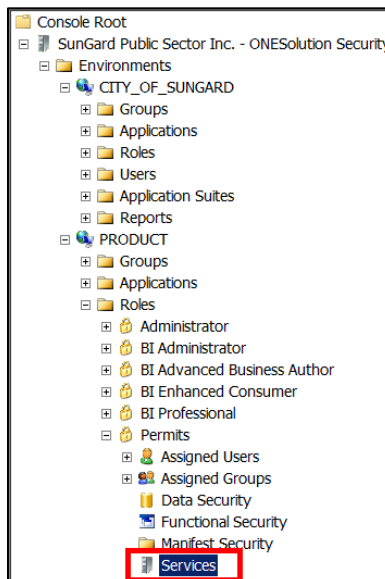 Console Root
SunGard Public Sector Inc. - ONESolution Security
Environments
CITY_OF_SUNGARD
Groups
Applications
Roles
Users
Application Suites
Reports
PRODUCT
Groups
Applications
Roles
Administrator
BI Administrator
BI Advanced Business Author
BI Enhanced Consumer
BI Professional
Permits
Assigned Users
Assigned Groups
Data Security
Functional Security
Manifest Security
Services